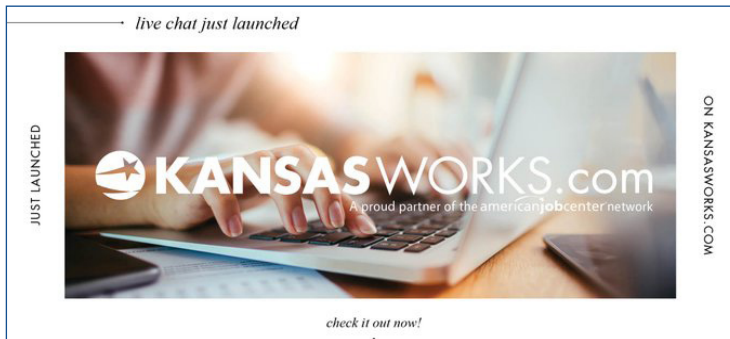 live chat just launched
JUST LAUNCHED
KANSASWORKS.com
A proud partner of the americanjobcenter network
ON KANSASWORKS.COM
check it out now!